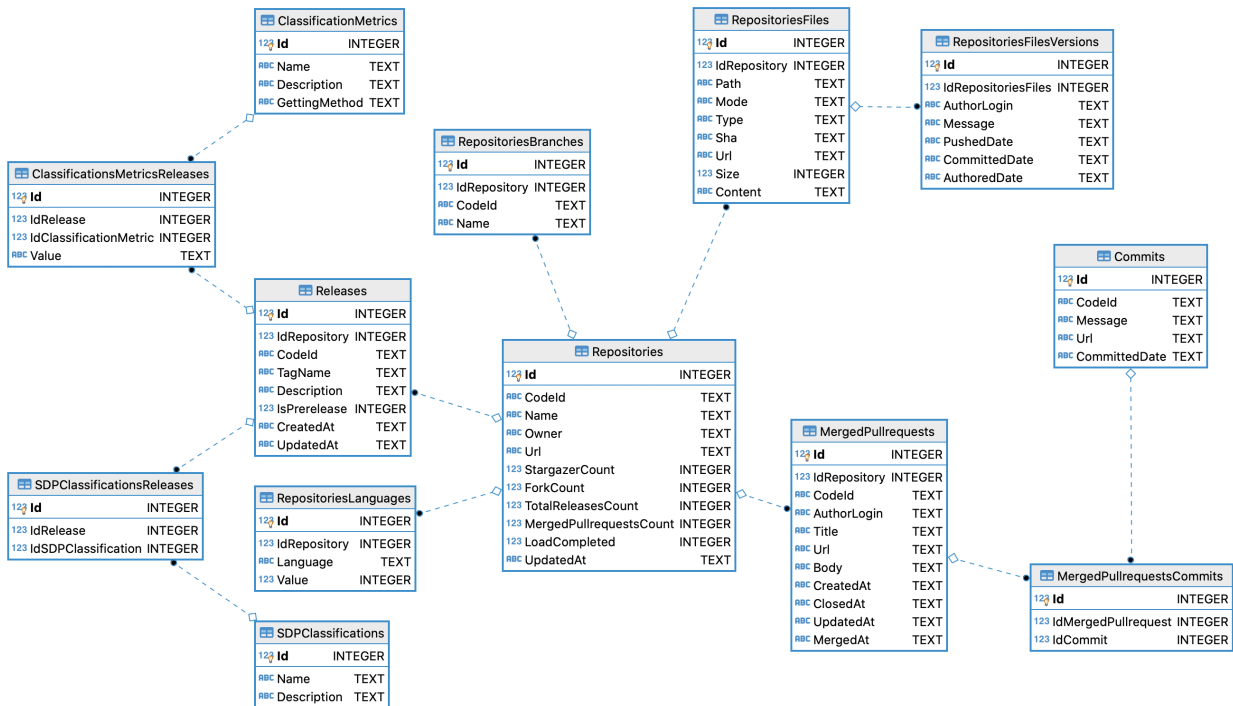 ClassificationMetrics
123 Id INTEGER
ABC Name TEXT
ABC Description TEXT
ABC GettingMethod TEXT
ClassificationsMetricsReleases
123 Id INTEGER
123 IdRelease INTEGER
123 IdClassificationMetric INTEGER
ABC Value TEXT
RepositoriesBranches
123 Id INTEGER
123 IdRepository INTEGER
ABC CodeId TEXT
ABC Name TEXT
RepositoriesFiles
123 Id INTEGER
123 IdRepository INTEGER
ABC Path TEXT
ABC Mode TEXT
ABC Type TEXT
ABC Sha TEXT
ABC Url TEXT
123 Size INTEGER
ABC Content TEXT
RepositoriesFilesVersions
123 Id INTEGER
123 IdRepositoriesFiles INTEGER
ABC AuthorLogin TEXT
ABC Message TEXT
ABC PushedDate TEXT
ABC CommittedDate TEXT
ABC AuthoredDate TEXT
Releases
123 Id INTEGER
123 IdRepository INTEGER
ABC CodeId TEXT
ABC TagName TEXT
ABC Description TEXT
123 IsPrerelease INTEGER
ABC CreatedAt TEXT
ABC UpdatedAt TEXT
Repositories
123 Id INTEGER
ABC CodeId TEXT
ABC Name TEXT
ABC Owner TEXT
ABC Url TEXT
123 StargazerCount INTEGER
123 ForkCount INTEGER
123 TotalReleasesCount INTEGER
123 MergedPullrequestsCount INTEGER
123 LoadCompleted INTEGER
ABC UpdatedAt TEXT
Commits
123 Id INTEGER
ABC CodeId TEXT
ABC Message TEXT
ABC Url TEXT
ABC CommittedDate TEXT
SDPClassificationsReleases
123 Id INTEGER
123 IdRelease INTEGER
123 IdSDPClassification INTEGER
RepositoriesLanguages
123 Id INTEGER
123 IdRepository INTEGER
ABC Language TEXT
123 Value INTEGER
MergedPullrequests
123 Id INTEGER
123 IdRepository INTEGER
ABC CodeId TEXT
ABC AuthorLogin TEXT
ABC Title TEXT
ABC Url TEXT
ABC Body TEXT
ABC CreatedAt TEXT
ABC ClosedAt TEXT
ABC UpdatedAt TEXT
ABC MergedAt TEXT
MergedPullrequestsCommits
123 Id INTEGER
123 IdMergedPullrequest INTEGER
123 IdCommit INTEGER
SDPClassifications
123 Id INTEGER
ABC Name TEXT
ABC Description TEXT